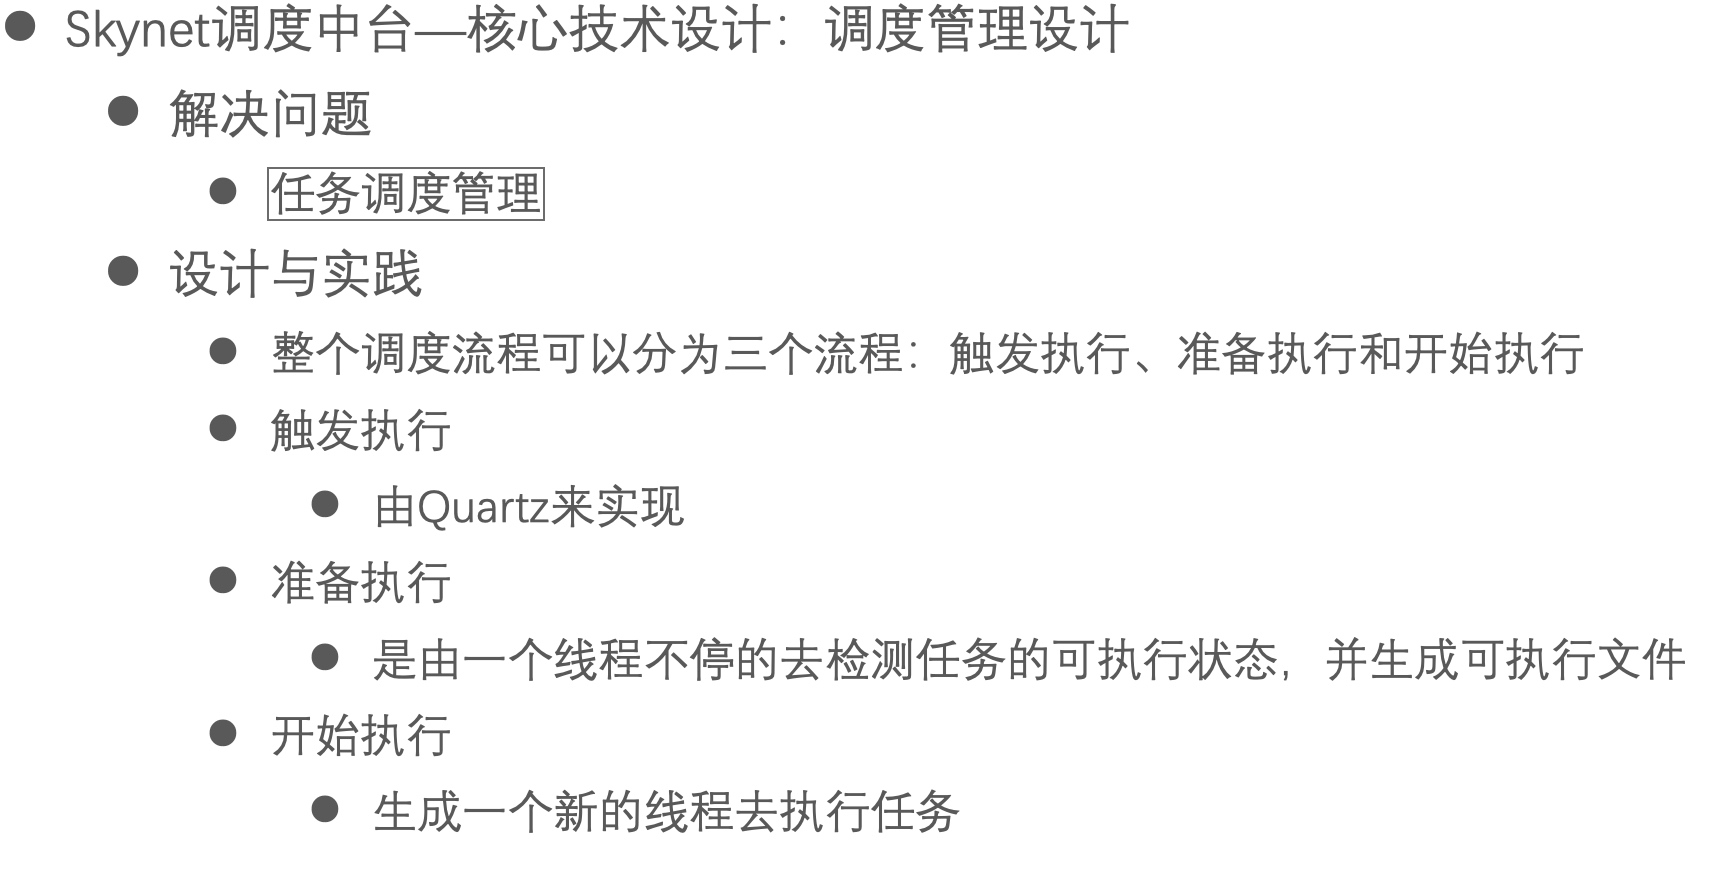 Skynet调度中台—核心技术设计：调度管理设计
解决问题
任务调度管理
设计与实践
整个调度流程可以分为三个流程：触发执行、准备执行和开始执行
触发执行
由Quartz来实现
准备执行
是由一个线程不停的去检测任务的可执行状态，并生成可执行文件
开始执行
生成一个新的线程去执行任务